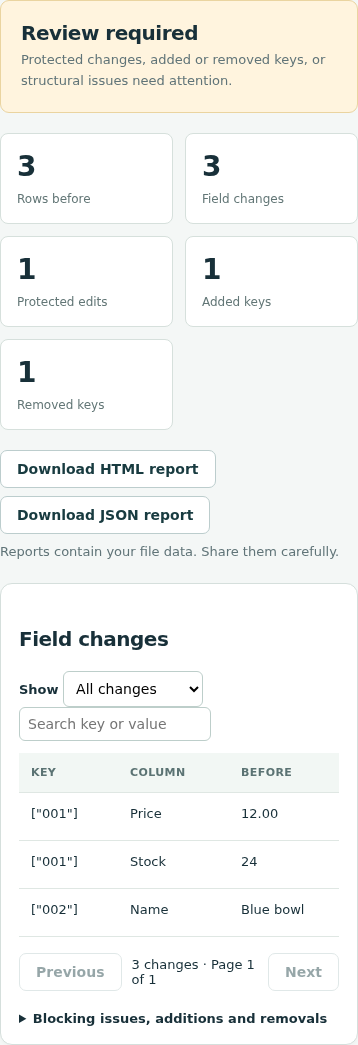 Review required
Protected changes, added or removed keys, or
structural issues need attention.
3
Rows before
3
Field changes
1
Protected edits
1
Added keys
1
Removed keys
Download HTML report
Download JSON report
Reports contain your file data. Share them carefully.
Field changes
Show All changes
Search key or value
KEY COLUMN BEFORE
["001"] Price 12.00
["001"] Stock 24
["002"] Name Blue bowl
Previous 3 changes · Page 1 of 1 Next
Blocking issues, additions and removals